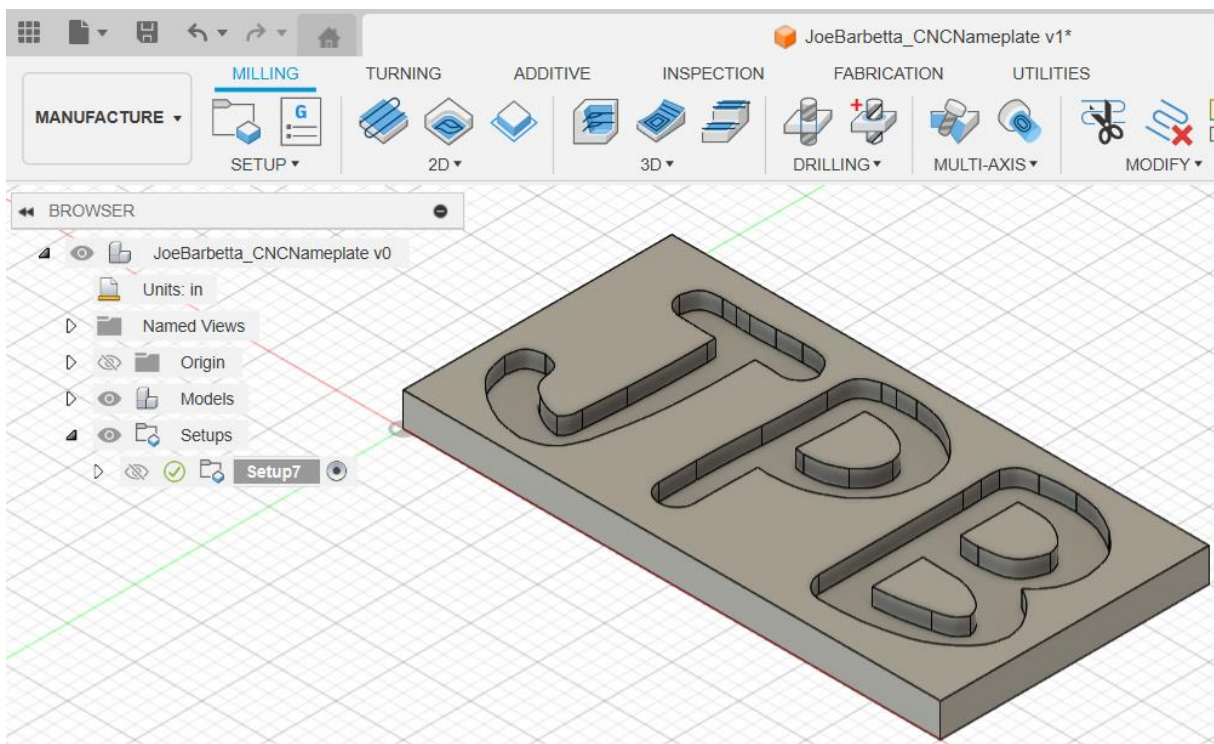 JoeBarbetta_CNCNameplate v1*
MILLING TURNING ADDITIVE INSPECTION FABRICATION UTILITIES
MANUFACTURE
G
SETUP 2D 3D DRILLING MULTI-AXIS MODIFY
BROWSER
JoeBarbetta_CNCNameplate v0
Units: in
Named Views
Origin
Models
Setups
Setup7
JPB